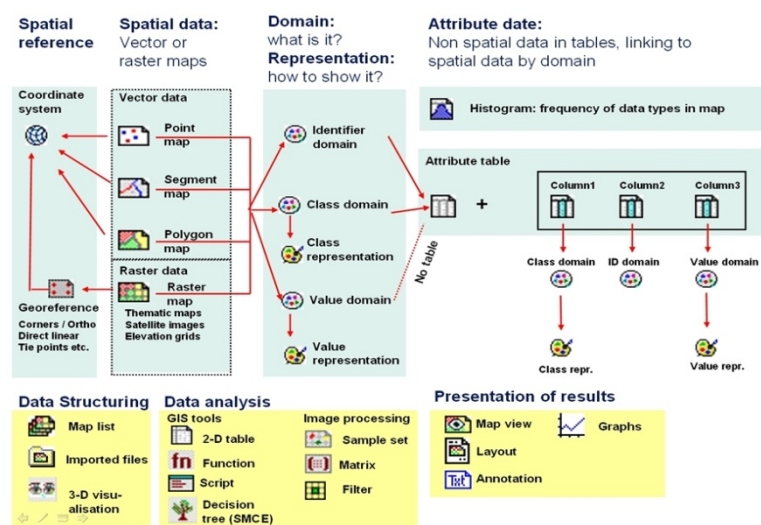 Spatial
reference
Spatial data:
Vector or
raster maps
Domain:
what is it?
Representation:
how to show it?
Attribute date:
Non spatial data in tables, linking to
spatial data by domain
Coordinate
system
Georeference
Corners / Ortho
Direct linear
Tie points etc.
Vector data
Point
map
Segment
map
Polygon
map
Raster data
Raster
map
Thematic maps
Satellite images
Elevation grids
Identifier
domain
Class domain
Class
representation
Value domain
Value
representation
No table
Histogram: frequency of data types in map
Attribute table
+
Column1
Column2
Column3
Class domain
ID domain
Value domain
Class repr.
Value repr.
Data Structuring
Map list
Imported files
3-D visu-
alisation
Data analysis
GIS tools
2-D table
fn Function
Script
Decision
tree (SMCE)
Image processing
Sample set
Matrix
Filter
Presentation of results
Map view
Layout
Txt Annotation
Graphs